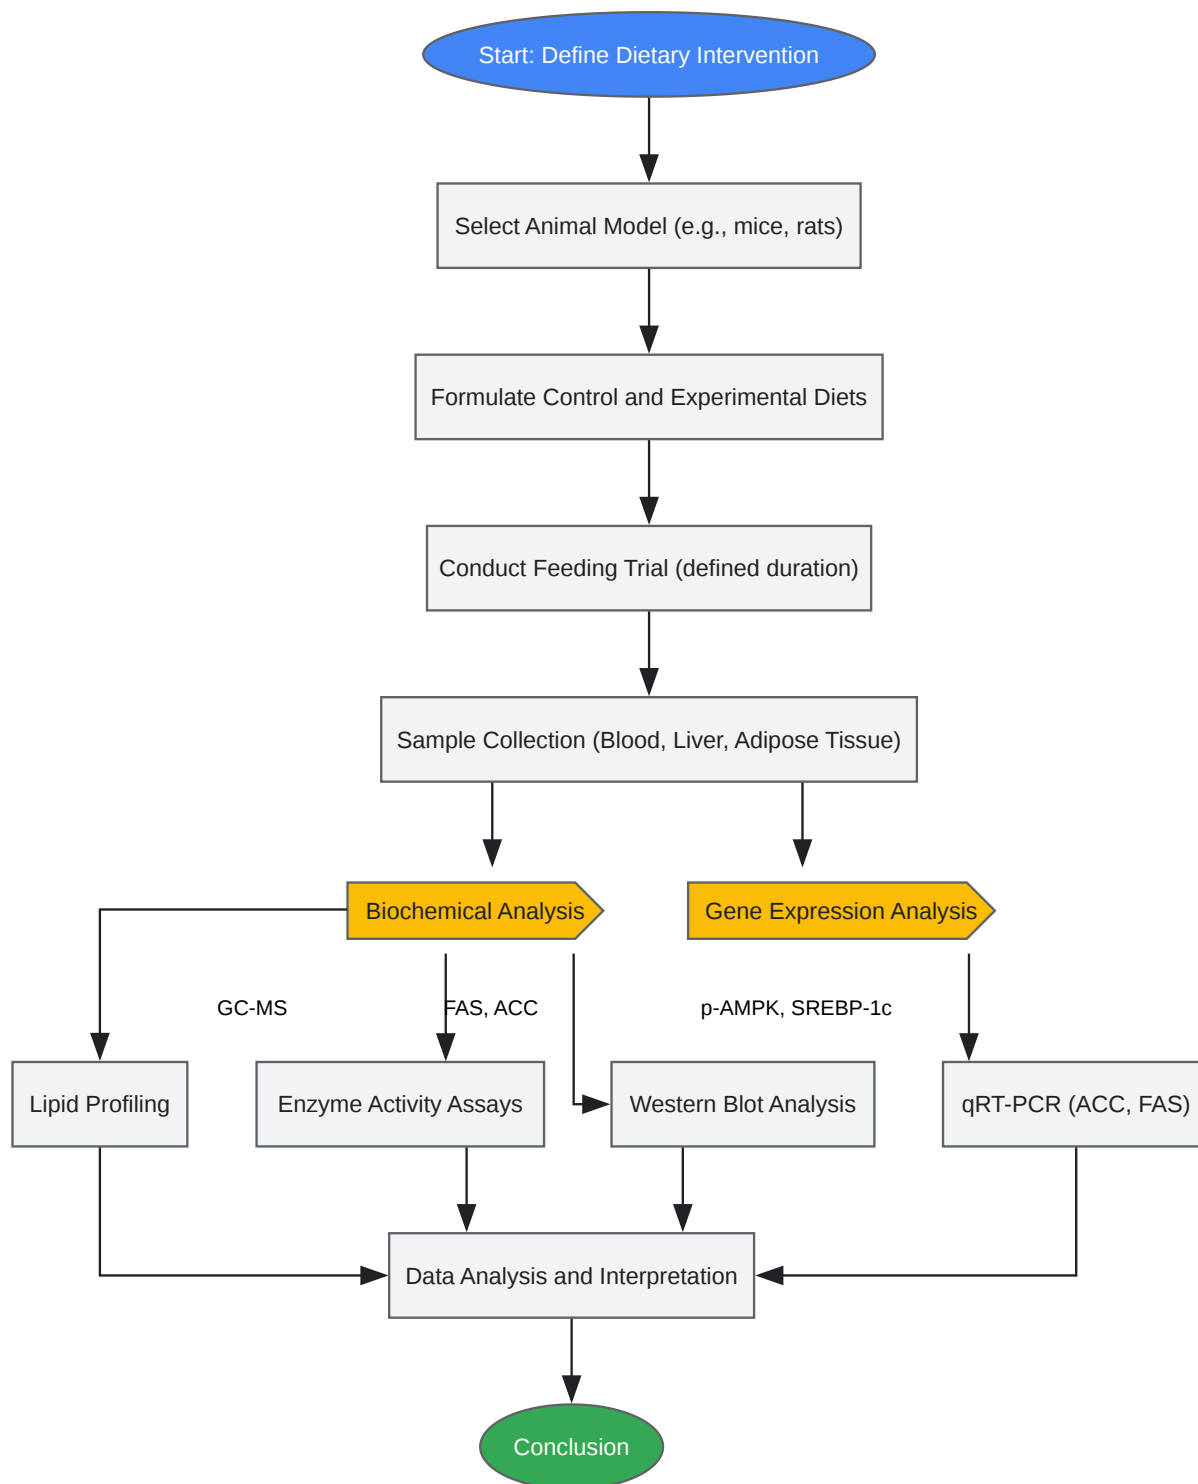 Start: Define Dietary Intervention
Select Animal Model (e.g., mice, rats)
Formulate Control and Experimental Diets
Conduct Feeding Trial (defined duration)
Sample Collection (Blood, Liver, Adipose Tissue)
Biochemical Analysis
Gene Expression Analysis
GC-MS
FAS, ACC
p-AMPK, SREBP-1c
Lipid Profiling
Enzyme Activity Assays
Western Blot Analysis
qRT-PCR (ACC, FAS)
Data Analysis and Interpretation
Conclusion